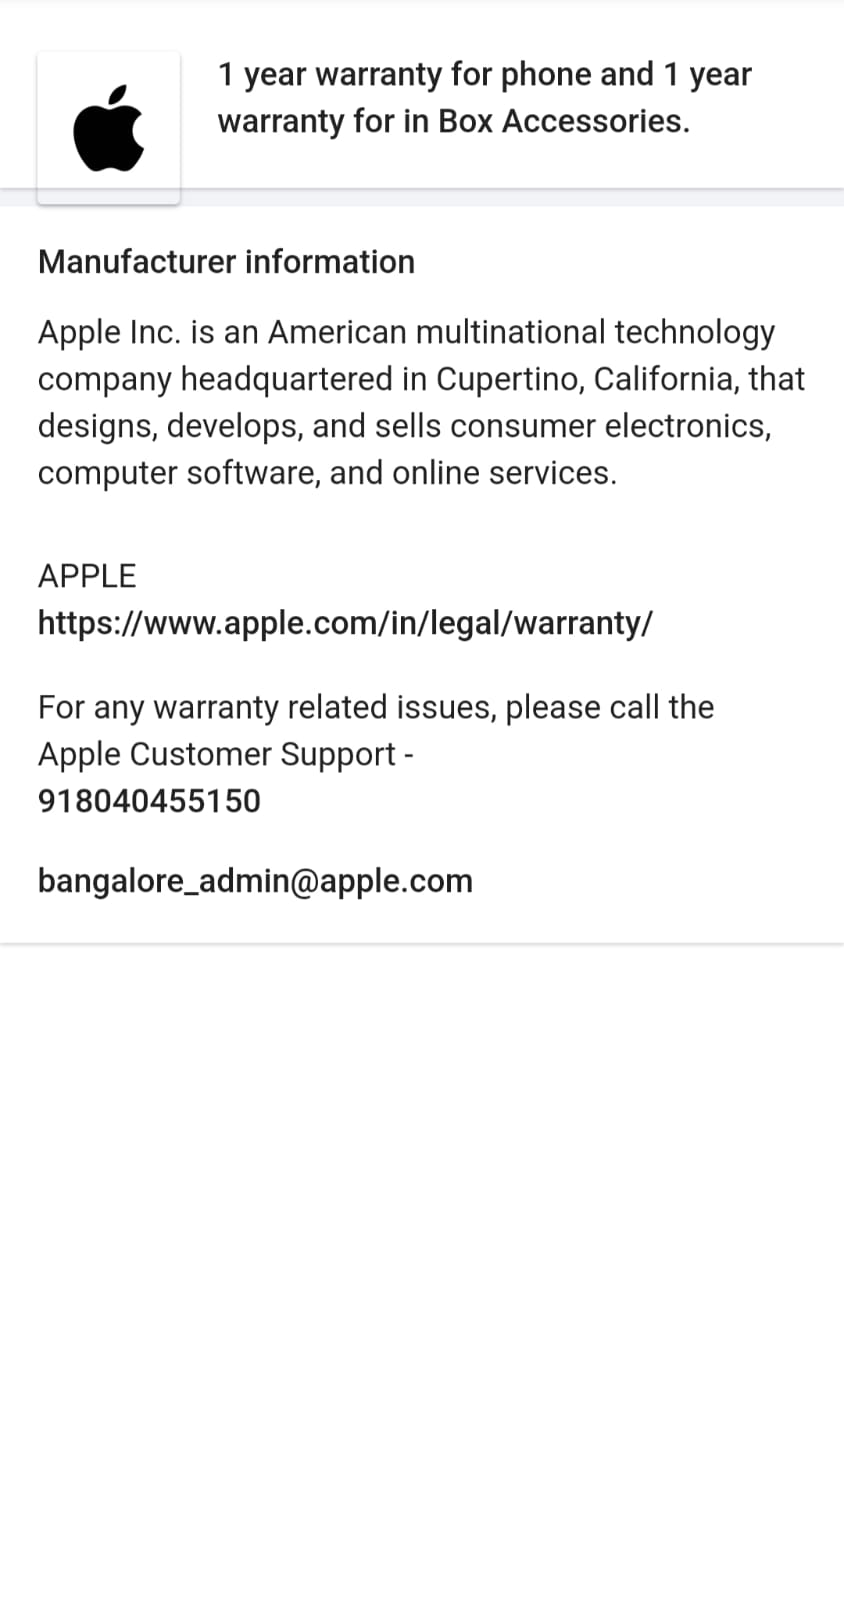 1 year warranty for phone and 1 year
warranty for in Box Accessories.
Manufacturer information
Apple Inc. is an American multinational technology
company headquartered in Cupertino, California, that
designs, develops, and sells consumer electronics,
computer software, and online services.
APPLE
https://www.apple.com/in/legal/warranty/
For any warranty related issues, please call the
Apple Customer Support -
918040455150
bangalore_admin@apple.com